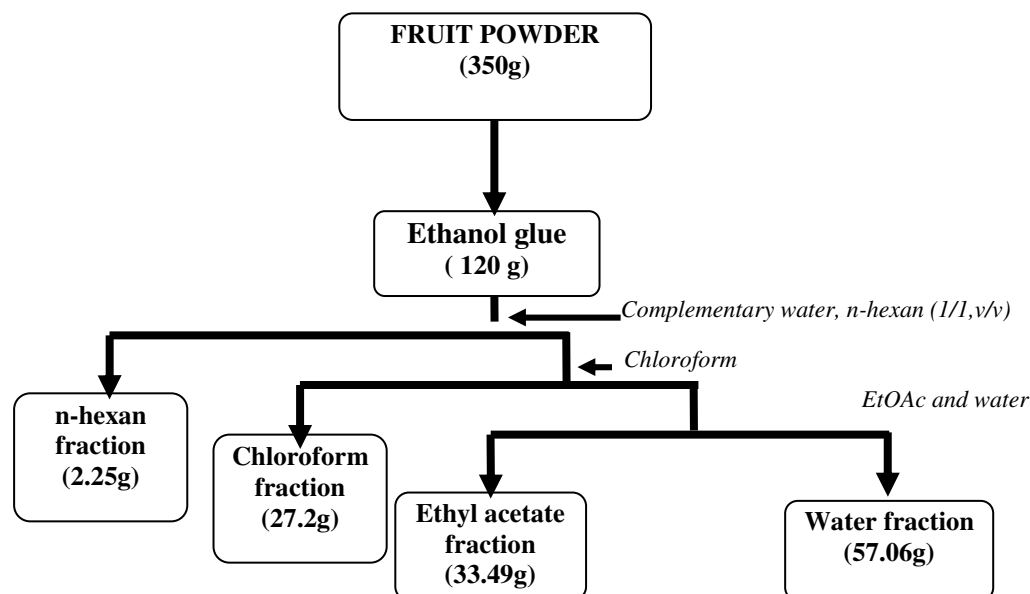 FRUIT POWDER
(350g)
Ethanol glue
( 120 g)
Complementary water, n-hexan (1/1,v/v)
Chloroform
EtOAc and water
n-hexan
fraction
(2.25g)
Chloroform
fraction
(27.2g)
Ethyl acetate
fraction
(33.49g)
Water fraction
(57.06g)